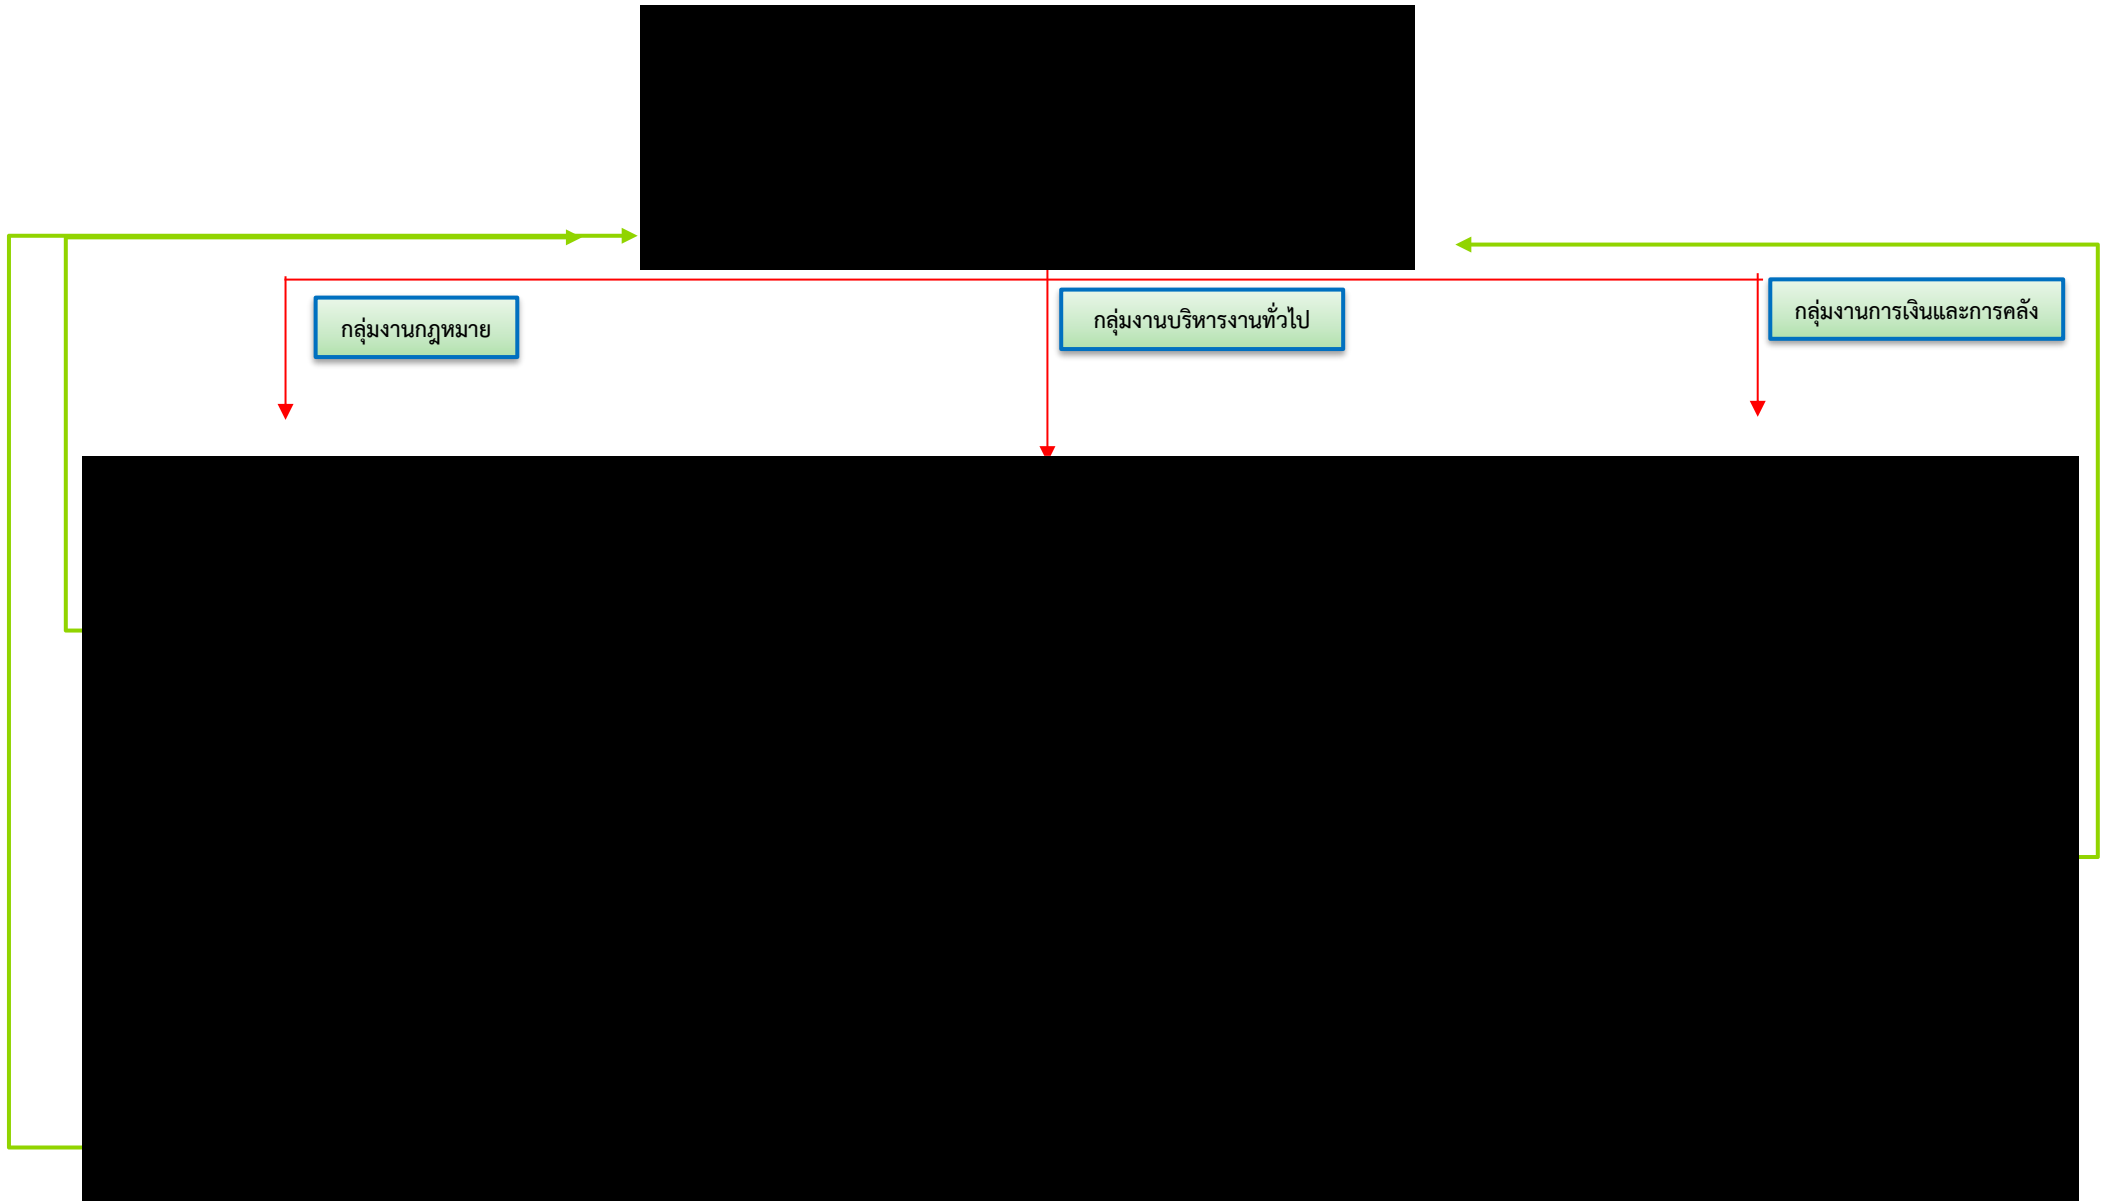 กลุ่มงานกฎหมาย
กลุ่มงานบริหารงานทั่วไป
กลุ่มงานการเงินและการคลัง